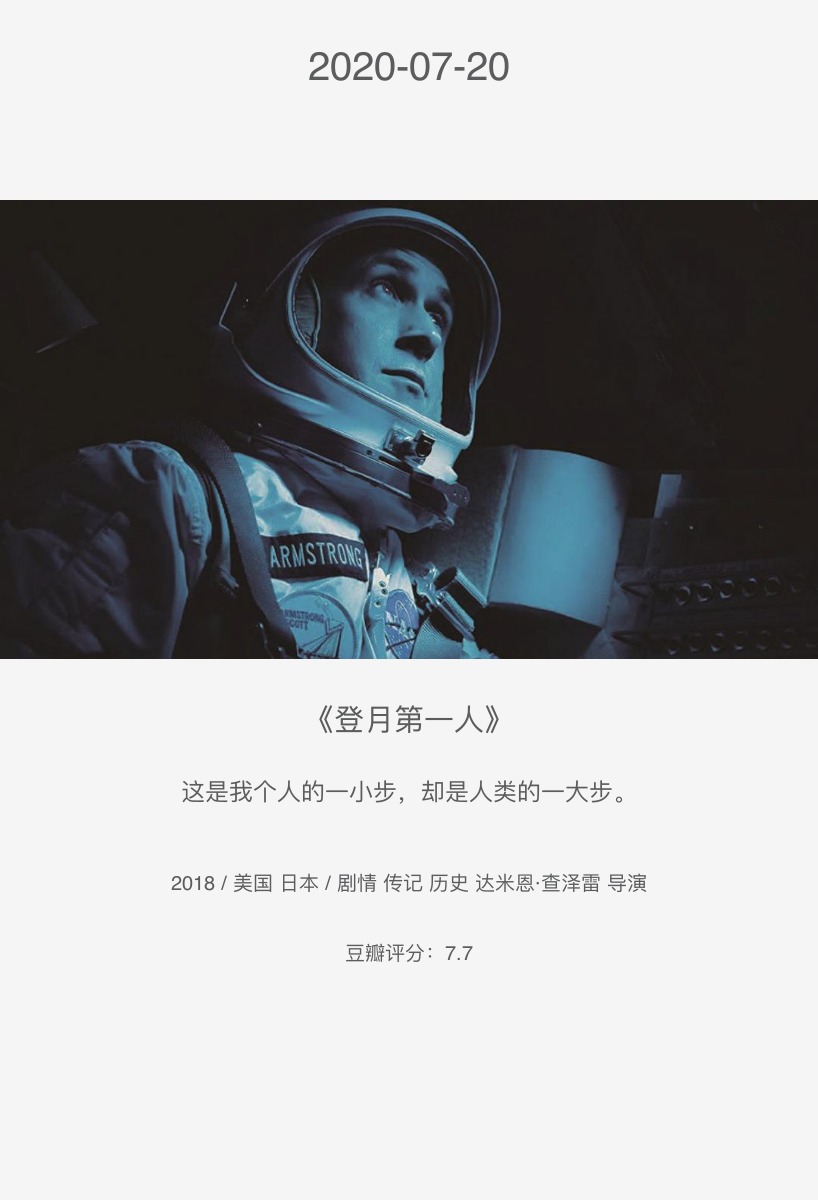 2020-07-20
ARMSTRONG
ARMSTRONG
SCOTT
《登月第一人》
这是我个人的一小步，却是人类的一大步。
2018 / 美国 日本 / 剧情 传记 历史 达米恩·查泽雷 导演
豆瓣评分：7.7